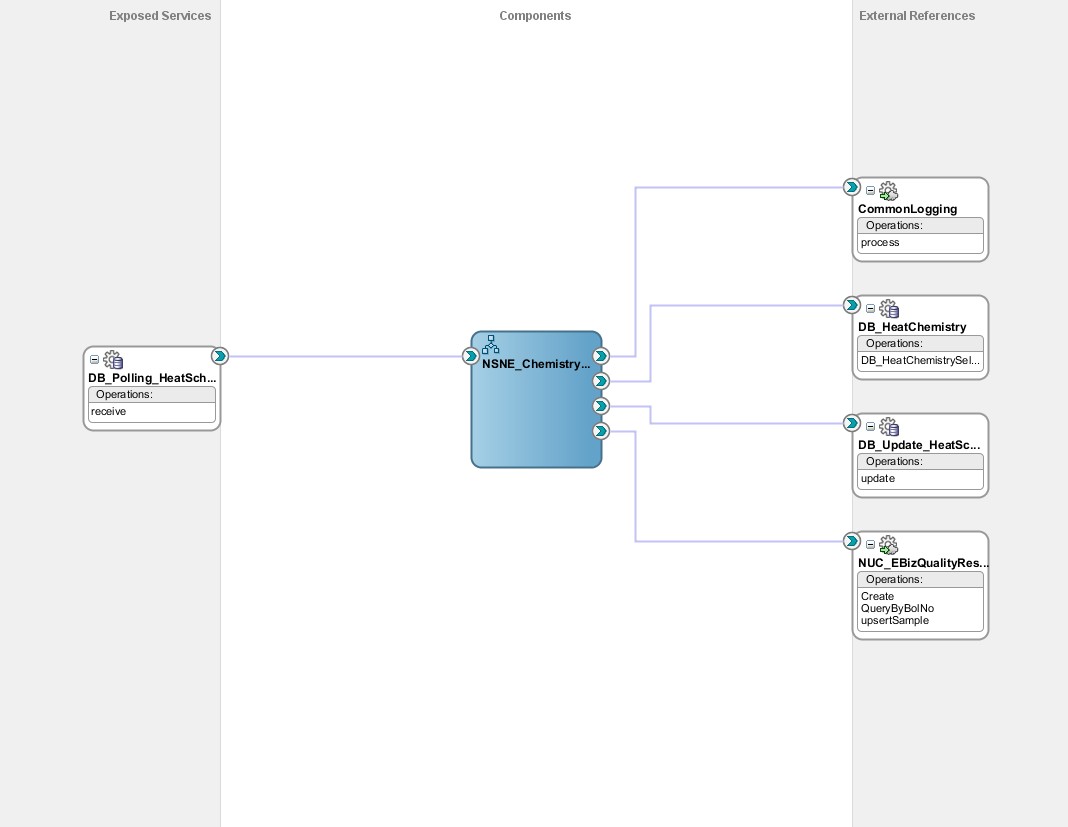 Exposed Services
Components
External References
DB_Polling_HeatSch...
Operations:
receive
NSNE_Chemistry...
CommonLogging
Operations:
process
DB_HeatChemistry
Operations:
DB_HeatChemistrySel...
DB_Update_HeatSc...
Operations:
update
NUC_EBizQualityRes...
Operations:
Create
QueryByBolNo
upsertSample